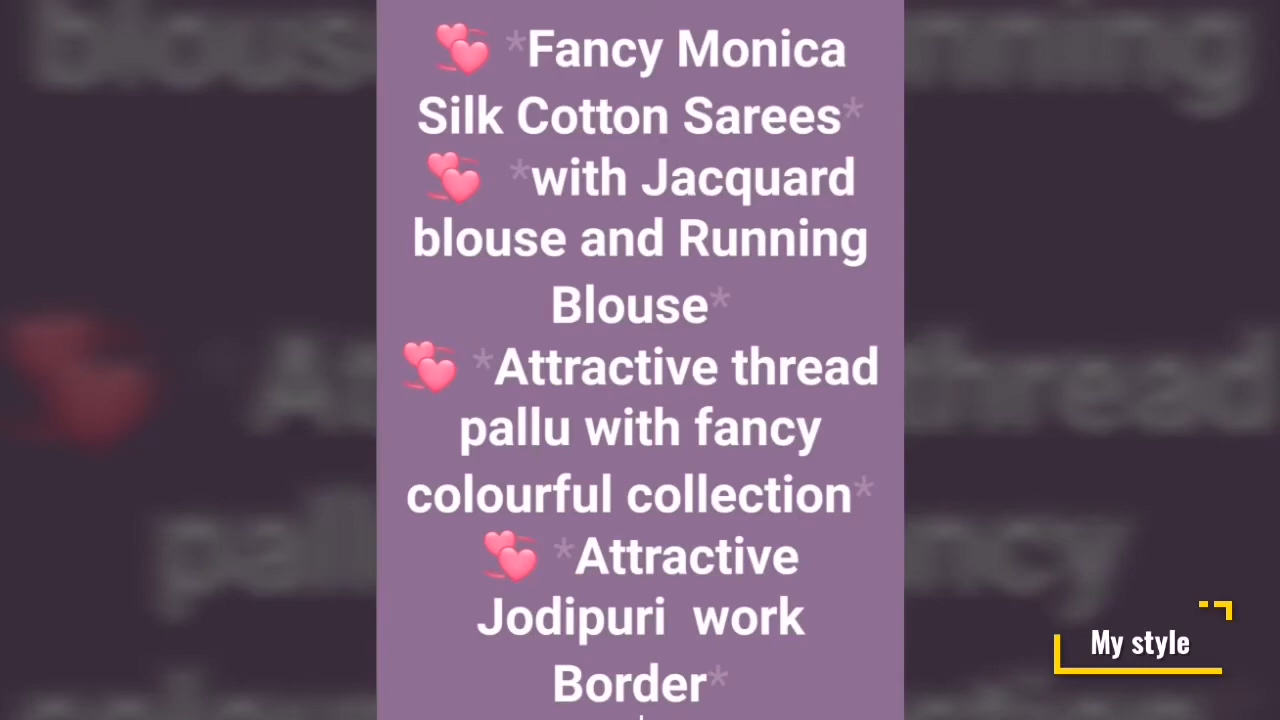 💞 *Fancy Monica
Silk Cotton Sarees*
💞 *with Jacquard
blouse and Running
Blouse*
💞 *Attractive thread
pallu with fancy
colourful collection*
💞 *Attractive
Jodipuri  work
Border*
My style